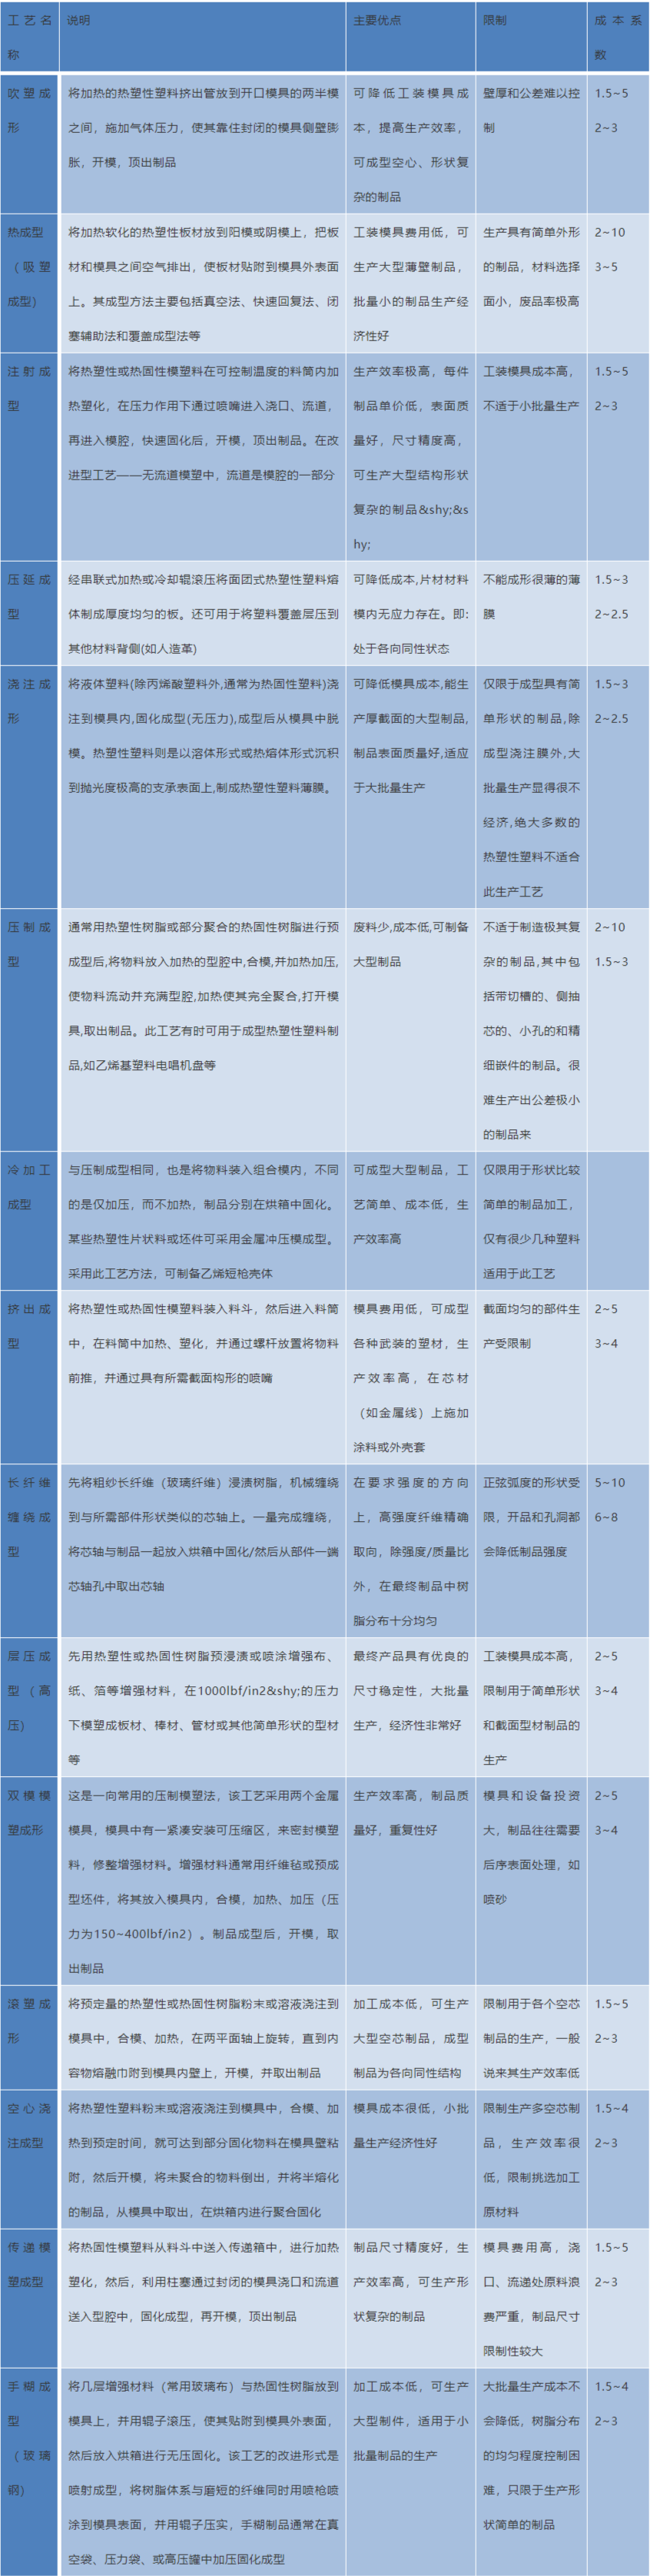 工艺名称
说明
主要优点
限制
成本系数
吹塑成形
将加热的热塑性塑料挤出管放到开口模具的两半模
之间，施加气体压力，使其靠住封闭的模具侧壁膨
胀，开模，顶出制品
可降低工装模具成
本，提高生产效率，
可成型空心、形状复
杂的制品
壁厚和公差难以控
制
1.5~5
2~3
热成型
（吸塑
成型）
将加热软化的热塑性板材放到阳模或阴模上，把板
材和模具之间空气排出，使板材贴附到模具外表面
上。其成型方法主要包括真空法、快速回复法、闭
塞辅助法和覆盖成型法等
工装模具费用低，可
生产大型薄壁制品，
批量小的制品生产经
济性好
生产具有简单外形
的制品，材料选择
面小，废品率极高
2~10
3~5
注射成
型
将热塑性或热固性模塑料在可控制温度的料筒内加
热塑化，在压力作用下通过喷嘴进入浇口、流道，
再进入模腔，快速固化后，开模，顶出制品。在改
进型工艺——无流道模塑中，流道是模腔的一部分
生产效率极高，每件
制品单价低，表面质
量好，尺寸精度高，
可生产大型结构形状
复杂的制品&shy;&s
hy;
工装模具成本高，
不适于小批量生产
1.5~5
2~3
压延成
型
经串联式加热或冷却辊滚压将面团式热塑性塑料熔
体制成厚度均匀的板。还可用于将塑料覆盖层压到
其他材料背侧(如人造革)
可降低成本,片材材料
模内无应力存在。即:
处于各向同性状态
不能成形很薄的薄
膜
1.5~3
2~2.5
浇注成
形
将液体塑料(除丙烯酸塑料外,通常为热固性塑料)浇
注到模具内,固化成型(无压力),成型后从模具中脱
模。热塑性塑料则是以溶体形式或热熔体形式沉积
到抛光度极高的支承表面上,制成热塑性塑料薄膜。
可降低模具成本,能生
产厚截面的大型制品,
制品表面质量好,适应
于大批量生产
仅限于成型具有简
单形状的制品,除
成型浇注膜外,大
批量生产显得很不
经济,绝大多数的
热塑性塑料不适合
此生产工艺
1.5~3
2~2.5
压制成
型
通常用热塑性树脂或部分聚合的热固性树脂进行预
成型后,将物料放入加热的型腔中,合模,并加热加压,
使物料流动并充满型腔,加热使其完全聚合,打开模
具,取出制品。此工艺有时可用于成型热塑性塑料制
品,如乙烯基塑料电唱机盘等
废料少,成本低,可制备
大型制品
不适于制造极其复
杂的制品,其中包
括带切槽的、侧抽
芯的、小孔的和精
细嵌件的制品。很
难生产出公差极小
的制品来
2~10
1.5~3
冷加工
成型
与压制成型相同，也是将物料装入组合模内，不同
的是仅加压，而不加热，制品分别在烘箱中固化。
某些热塑性片状料或坯件可采用金属冲压模成型。
采用此工艺方法，可制备乙烯短枪壳体
可成型大型制品，工
艺简单、成本低，生
产效率高
仅限用于形状比较
简单的制品加工，
仅有很少几种塑料
适用于此工艺
挤出成
型
将热塑性或热固性模塑料装入料斗，然后进入料筒
中，在料筒中加热、塑化，并通过螺杆放置将物料
前推，并通过具有所需截面构形的喷嘴
模具费用低，可成型
各种武装的塑材，生
产效率高，在芯材
（如金属线）上施加
涂料或外壳套
截面均匀的部件生
产受限制
2~5
3~4
长纤维
缠绕成
型
先将粗纱长纤维（玻璃纤维）浸渍树脂，机械缠绕
到与所需部件形状类似的芯轴上。一量完成缠绕，
将芯轴与制品一起放入烘箱中固化/然后从部件一端
芯轴孔中取出芯轴
在要求强度的方向
上，高强度纤维精确
取向，除强度/质量比
外，在最终制品中树
脂分布十分均匀
正弦弧度的形状受
限，开品和孔洞都
会降低制品强度
5~10
6~8
层压成
型（高
压）
先用热塑性或热固性树脂预浸渍或喷涂增强布、
纸、箔等增强材料，在1000lbf/in2&shy;的压力
下模塑成板材、棒材、管材或其他简单形状的型材
等
最终产品具有优良的
尺寸稳定性，大批量
生产，经济性非常好
工装模具成本高，
限制用于简单形状
和截面型材制品的
生产
2~5
3~4
双模模
塑成形
这是一向常用的压制模塑法，该工艺采用两个金属
模具，模具中有一紧凑安装可压缩区，来密封模塑
料，修整增强材料。增强材料通常用纤维毡或预成
型坯件，将其放入模具内，合模，加热、加压（压
力为150~400lbf/in2）。制品成型后，开模，取
出制品
生产效率高，制品质
量好，重复性好
模具和设备投资
大，制品往往需要
后序表面处理，如
喷砂
2~5
3~4
滚塑成
形
将预定量的热塑性或热固性树脂粉末或溶液浇注到
模具中，合模、加热，在两平面轴上旋转，直到内
容物熔融巾附到模具内壁上，开模，并取出制品
加工成本低，可生产
大型空芯制品，成型
制品为各向同性结构
限制用于各个空芯
制品的生产，一般
说来其生产效率低
1.5~5
2~3
空心浇
注成型
将热塑性塑料粉末或溶液浇注到模具中，合模、加
热到预定时间，就可达到部分固化物料在模具壁粘
附，然后开模，将未聚合的物料倒出，并将半熔化
的制品，从模具中取出，在烘箱内进行聚合固化
模具成本很低，小批
量生产经济性好
限制生产多空芯制
品，生产效率很
低，限制挑选加工
原材料
1.5~4
2~3
传递模
塑成型
将热固性模塑料从料斗中送入传递箱中，进行加热
塑化，然后，利用柱塞通过封闭的模具浇口和流道
送入型腔中，固化成型，再开模，顶出制品
制品尺寸精度好，生
产效率高，可生产形
状复杂的制品
模具费用高，浇
口、流递处原料浪
费严重，制品尺寸
限制性较大
1.5~5
2~3
手糊成
型
（玻璃
钢）
将几层增强材料（常用玻璃布）与热固性树脂放到
模具上，并用辊子滚压，使其贴附到模具外表面，
然后放入烘箱进行无压固化。该工艺的改进形式是
喷射成型，将树脂体系与磨短的纤维同时用喷枪喷
涂到模具表面，并用辊子压实，手糊制品通常在真
空袋、压力袋、或高压罐中加压固化成型
加工成本低，可生产
大型制件，适用于小
批量制品的生产
大批量生产成本不
会降低，树脂分布
的均匀程度控制困
难，只限于生产形
状简单的制品
1.5~4
2~3